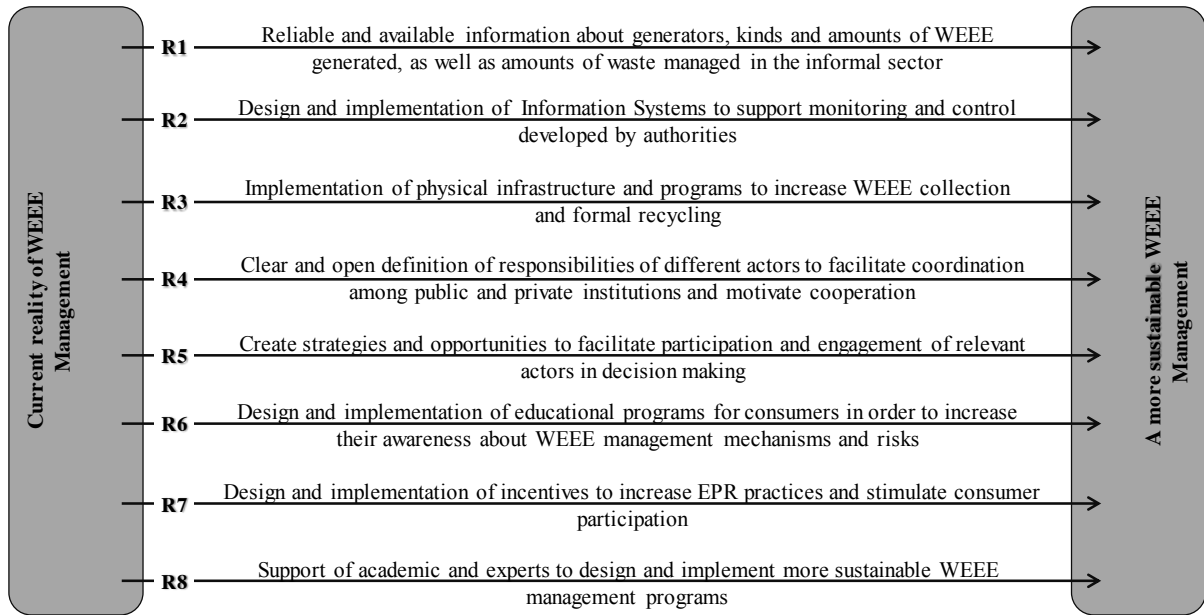 Current reality of WEEE
Management
R1
Reliable and available information about generators, kinds and amounts of WEEE
generated, as well as amounts of waste managed in the informal sector
R2
Design and implementation of Information Systems to support monitoring and control
developed by authorities
R3
Implementation of physical infrastructure and programs to increase WEEE collection
and formal recycling
R4
Clear and open definition of responsibilities of different actors to facilitate coordination
among public and private institutions and motivate cooperation
R5
Create strategies and opportunities to facilitate participation and engagement of relevant
actors in decision making
R6
Design and implementation of educational programs for consumers in order to increase
their awareness about WEEE management mechanisms and risks
R7
Design and implementation of incentives to increase EPR practices and stimulate consumer
participation
R8
Support of academic and experts to design and implement more sustainable WEEE
management programs
A more sustainable WEEE
Management